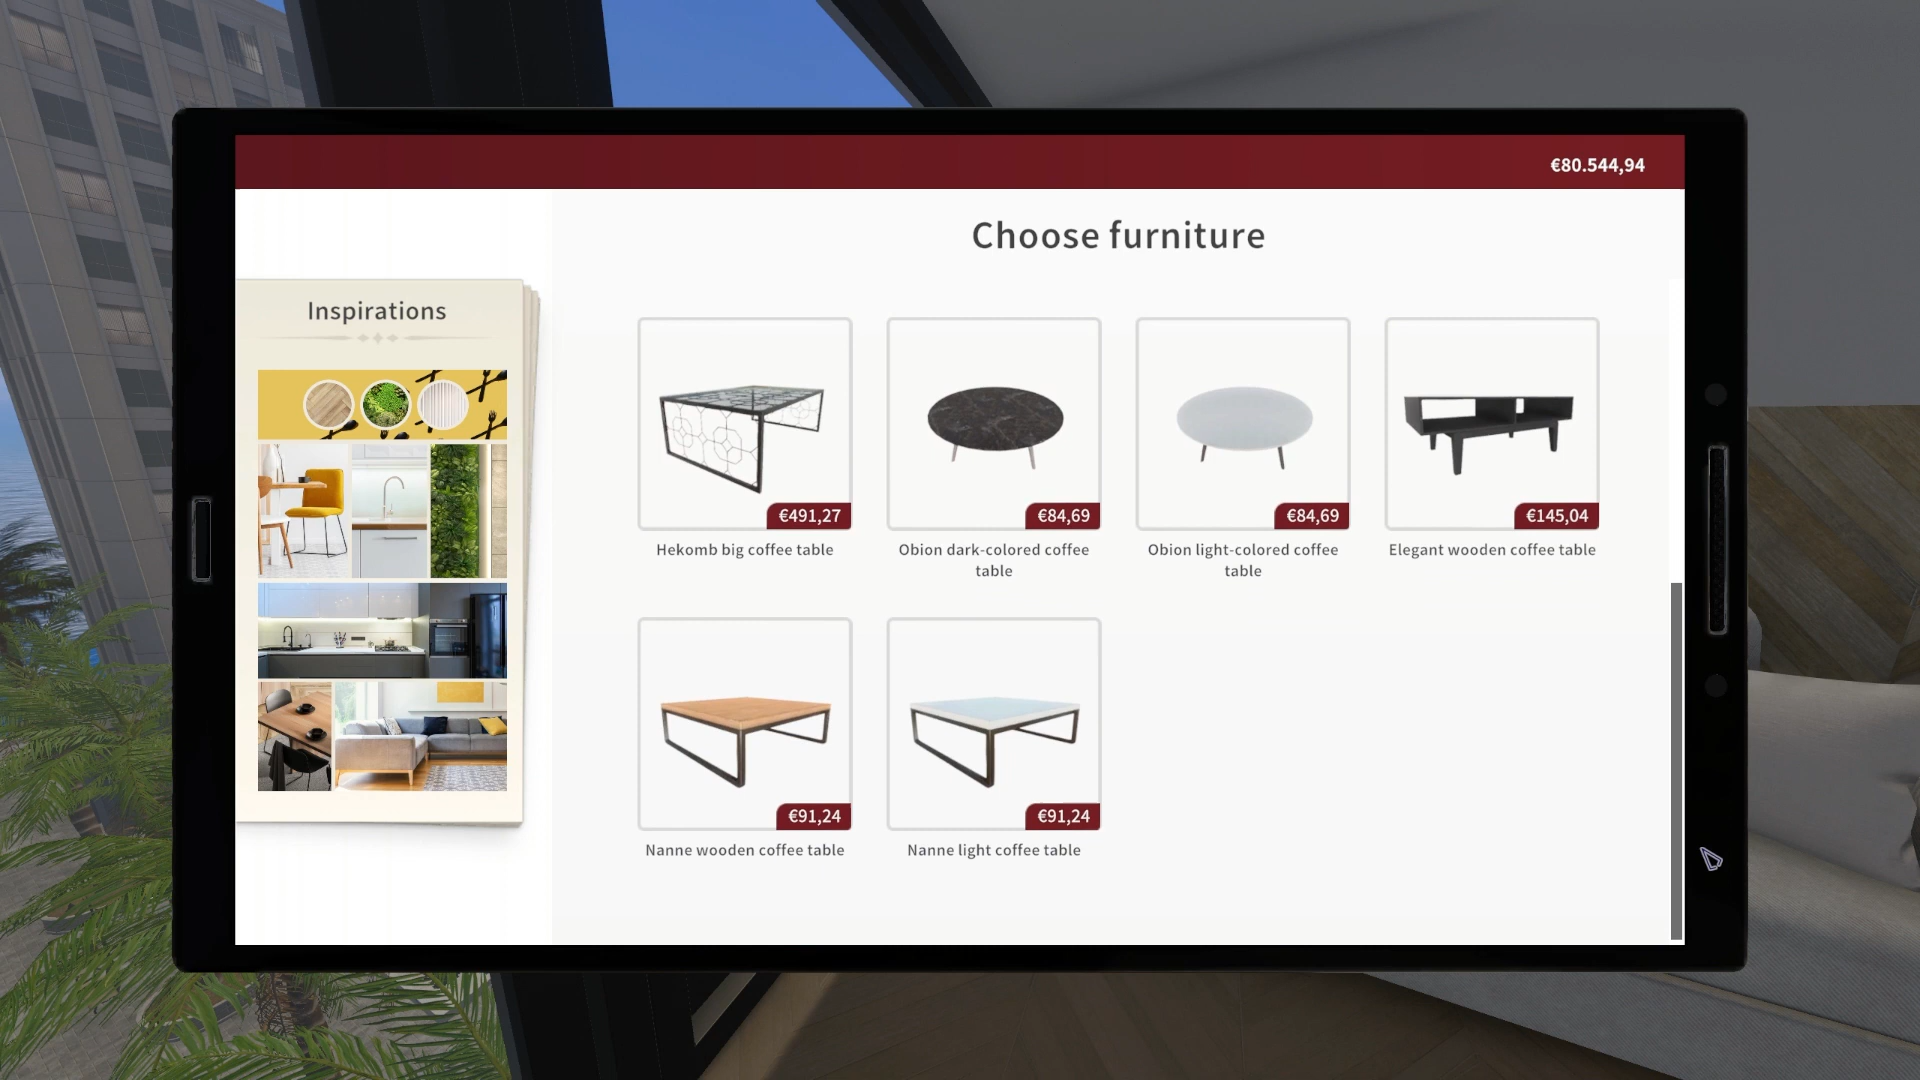 €80.544,94
Choose furniture
Inspirations
€491,27
€84,69
€84,69
€145,04
Hekomb big coffee table
Obion dark-colored coffee
table
Obion light-colored coffee
table
Elegant wooden coffee table
€91,24
€91,24
Nanne wooden coffee table
Nanne light coffee table